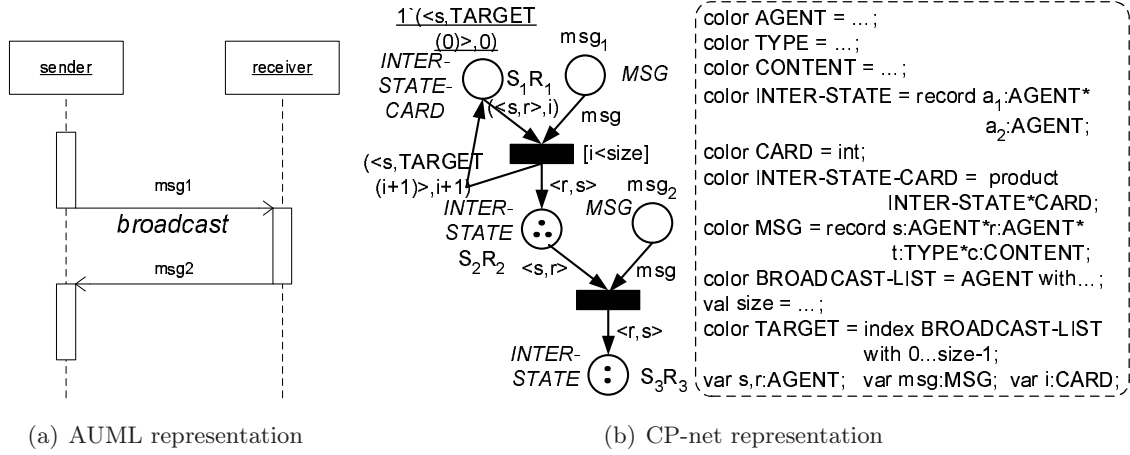 sender
receiver
msg1
broadcast
msg2
(a) AUML representation
1`(<s,TARGET
(0)>,0)
INTER-
STATE-
CARD
S1R1
msg1
MSG
(<s,r>,i)
msg
[i<size]
(<s,TARGET
(i+1)>,i+1)
<r,s>
msg2
MSG
INTER-
STATE
S2R2
<s,r>
msg
<r,s>
INTER-
STATE
S3R3
color AGENT = ...;
color TYPE = ...;
color CONTENT = ...;
color INTER-STATE = record a1:AGENT*
a2:AGENT;
color CARD = int;
color INTER-STATE-CARD = product
INTER-STATE*CARD;
color MSG = record s:AGENT*r:AGENT*
t:TYPE*c:CONTENT;
color BROADCAST-LIST = AGENT with...;
val size = ...;
color TARGET = index BROADCAST-LIST
with 0...size-1;
var s,r:AGENT; var msg:MSG; var i:CARD;
(b) CP-net representation